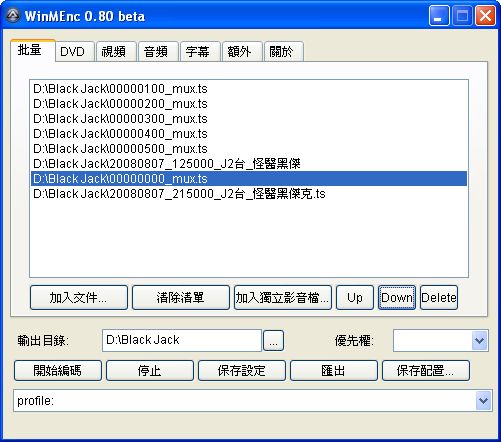 WinMEnc 0.80 beta
批量 DVD 視頻 音頻 字幕 額外 關於
D:\Black Jack\00000100_mux.ts
D:\Black Jack\00000200_mux.ts
D:\Black Jack\00000300_mux.ts
D:\Black Jack\00000400_mux.ts
D:\Black Jack\00000500_mux.ts
D:\Black Jack\20080807_125000_J2台_怪醫黑傑
D:\Black Jack\00000000_mux.ts
D:\Black Jack\20080807_215000_J2台_怪醫黑傑克.ts
加入文件... 清除清單 加入獨立影音檔... Up Down Delete
輸出目錄: D:\Black Jack ... 優先權:
開始編碼 停止 保存設定 匯出 保存配置...
profile: